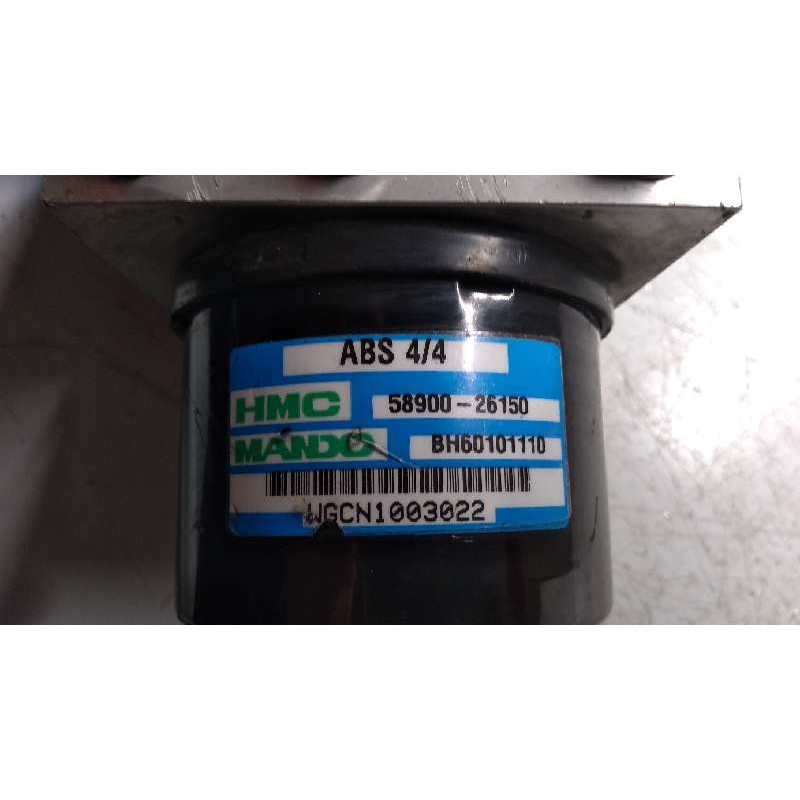 ABS 4/4
HMC 58900-26150
MANDO BH60101110
WGCN1003022